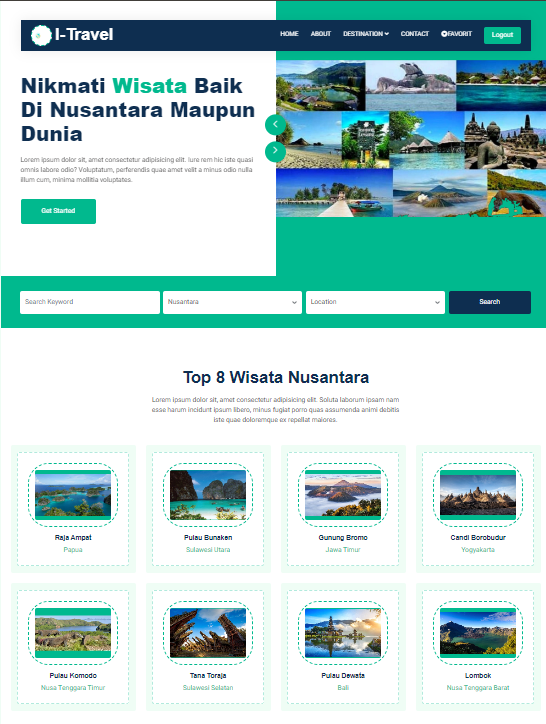 I-Travel
HOME ABOUT DESTINATION CONTACT FAVORIT Logout
Nikmati Wisata Baik
Di Nusantara Maupun
Dunia
Lorem ipsum dolor sit, amet consectetur adipisicing elit. Iure rem hic iste quasi
omnis labore odio? Voluptatum, perferendis quae amet velit a minus odio nulla
illum cum, minima mollitia voluptates.
Get Started
Search Keyword Nusantara Location Search
Top 8 Wisata Nusantara
Lorem ipsum dolor sit, amet consectetur adipisicing elit. Soluta laborum ipsam nam
esse harum incidunt ipsum libero, minus fugiat porro quas assumenda animi debitis
iste quae doloremque ex repellat maiores.
Raja Ampat Pulau Bunaken Gunung Bromo Candi Borobudur
Papua Sulawesi Utara Jawa Timur Yogyakarta
Pulau Komodo Tana Toraja Pulau Dewata Lombok
Nusa Tenggara Timur Sulawesi Selatan Bali Nusa Tenggara Barat